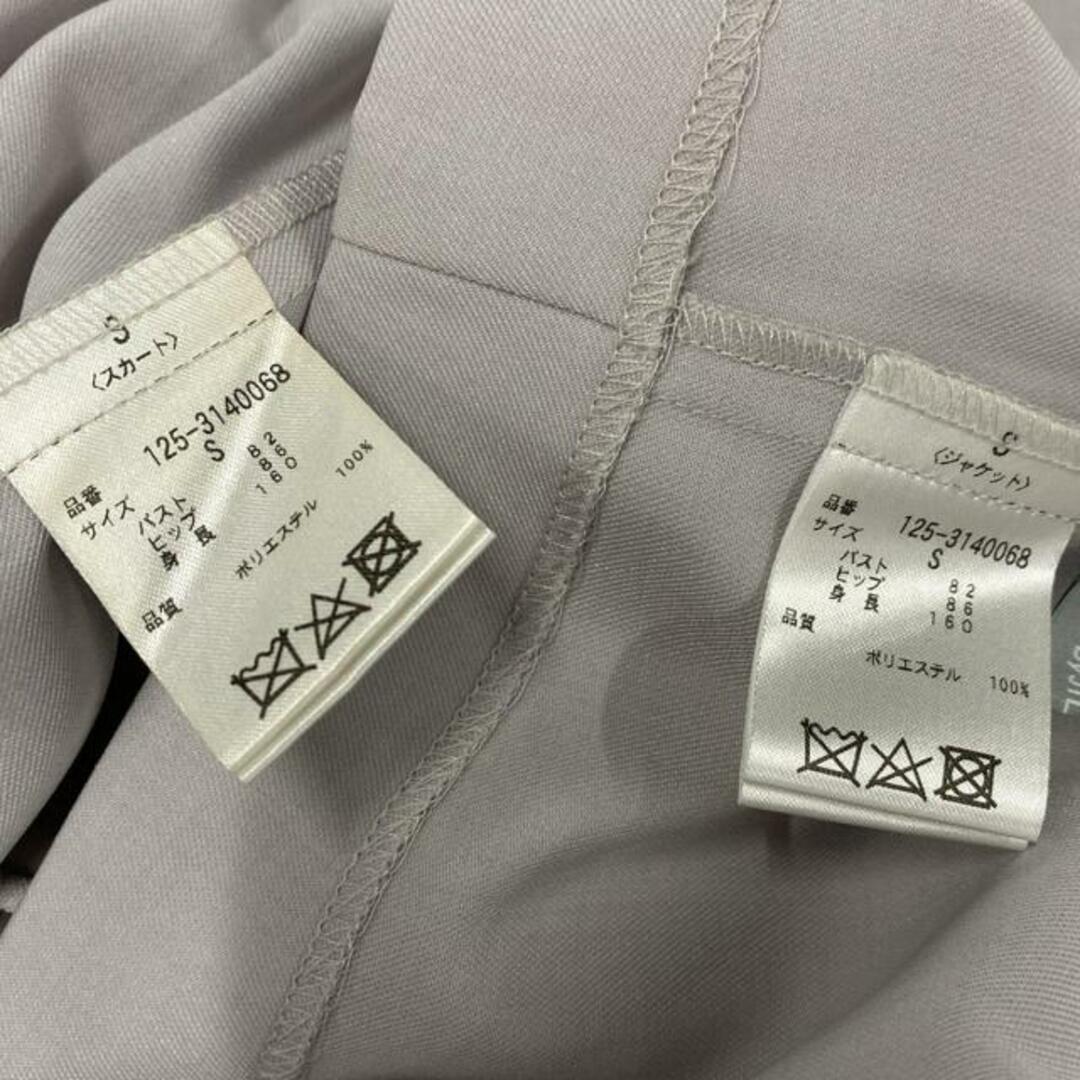 S
〈スカート〉
品番 125-3140068
サイズ S
バスト 82
ヒップ 86
身長 160
品質
ポリエステル 100%
S
〈ジャケット〉
品番 125-3140068
サイズ S
バスト 82
ヒップ 86
身長 160
品質
ポリエステル 100%